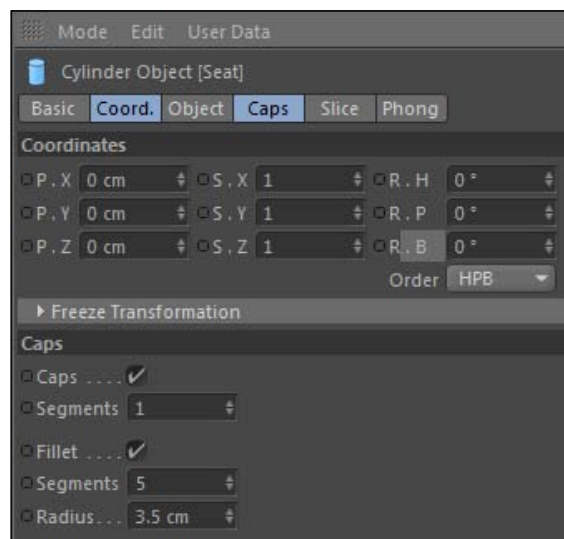 Mode Edit User Data
Cylinder Object [Seat]
Basic Coord. Object Caps Slice Phong
Coordinates
P . X 0 cm S . X 1 R . H 0 °
P . Y 0 cm S . Y 1 R . P 0 °
P . Z 0 cm S . Z 1 R . B 0 °
Order HPB
Freeze Transformation
Caps
Caps . . . .
Segments 1
Fillet . . . .
Segments 5
Radius . . . 3.5 cm